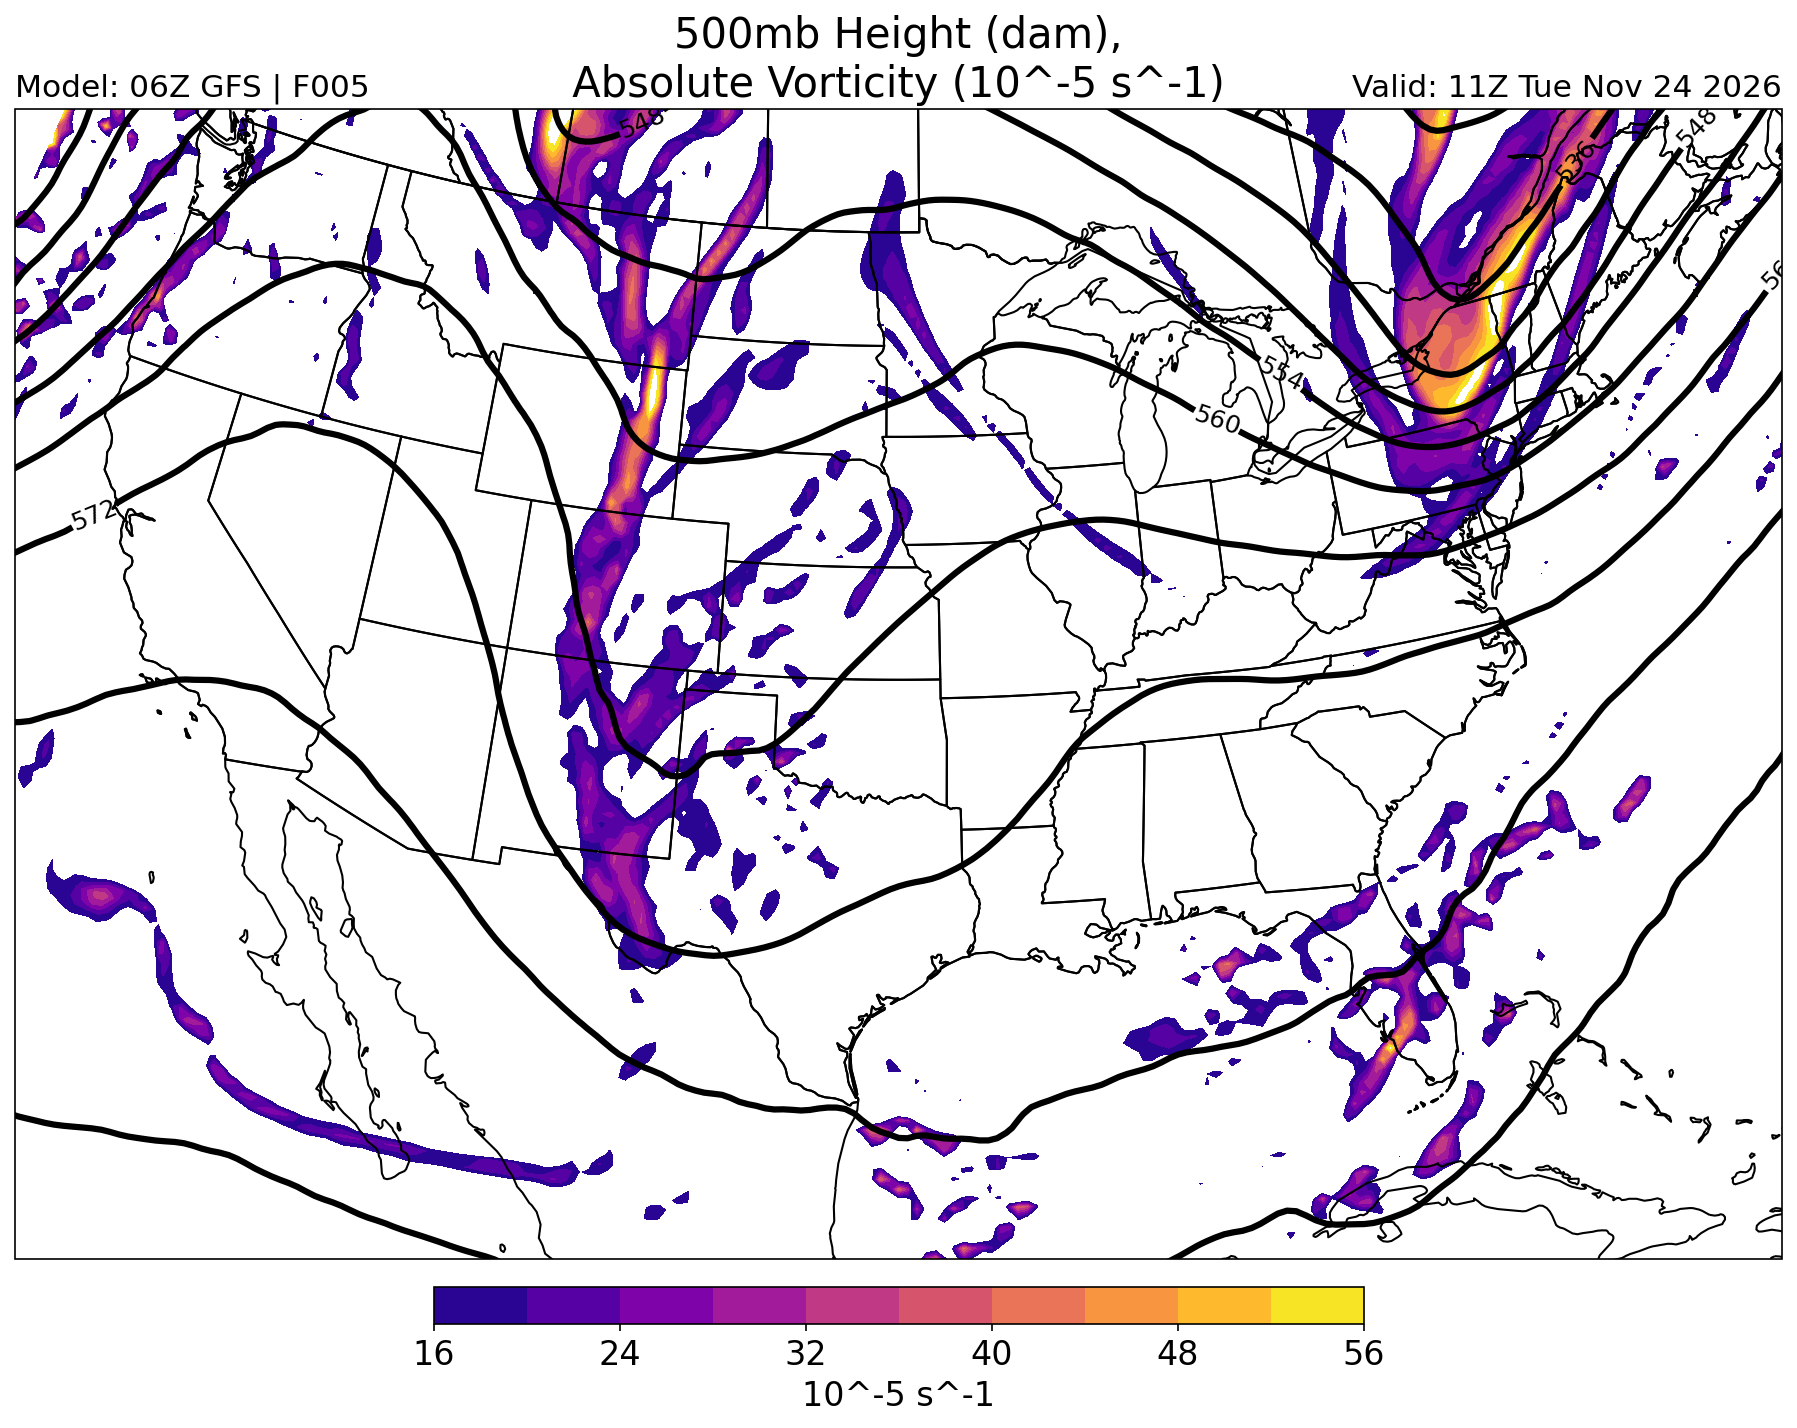 500mb Height (dam),
Model: 06Z GFS | F005
Absolute Vorticity (10^-5 s^-1)
Valid: 11Z Tue Nov 24 2026
548
536
548
554
560
572
16
24
32
40
48
56
10^-5 s^-1